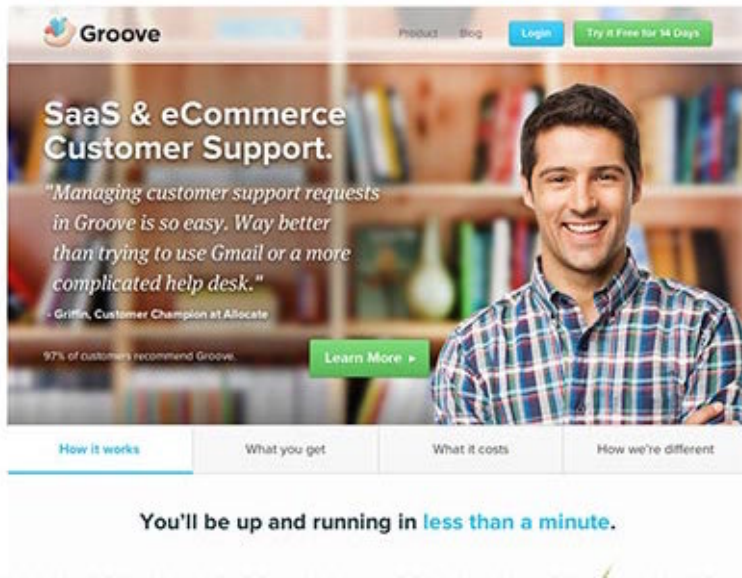 Groove
Product Blog Login Try it Free for 14 Days
SaaS & eCommerce
Customer Support.
"Managing customer support requests
in Groove is so easy. Way better
than trying to use Gmail or a more
complicated help desk."
- Griffin, Customer Champion at Allocate
97% of customers recommend Groove.
Learn More ▸
How it works What you get What it costs How we're different
You'll be up and running in less than a minute.